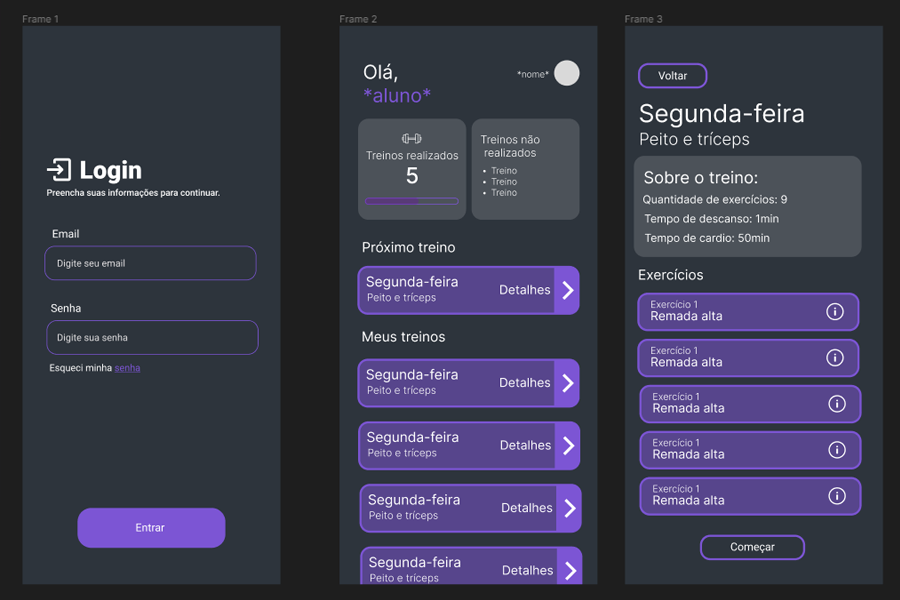 Frame 1
Login
Preencha suas informações para continuar.
Email
Digite seu email
Senha
Digite sua senha
Esqueci minha senha
Entrar
Frame 2
Olá,
*aluno*
*nome*
Treinos realizados
5
Treinos não
realizados
Treino
Treino
Treino
Próximo treino
Segunda-feira
Peito e tríceps
Detalhes
Meus treinos
Segunda-feira
Peito e tríceps
Detalhes
Segunda-feira
Peito e tríceps
Detalhes
Segunda-feira
Peito e tríceps
Detalhes
Segunda-feira
Peito e tríceps
Detalhes
Frame 3
Voltar
Segunda-feira
Peito e tríceps
Sobre o treino:
Quantidade de exercícios: 9
Tempo de descanso: 1min
Tempo de cardio: 50min
Exercícios
Exercício 1
Remada alta
Exercício 1
Remada alta
Exercício 1
Remada alta
Exercício 1
Remada alta
Exercício 1
Remada alta
Começar